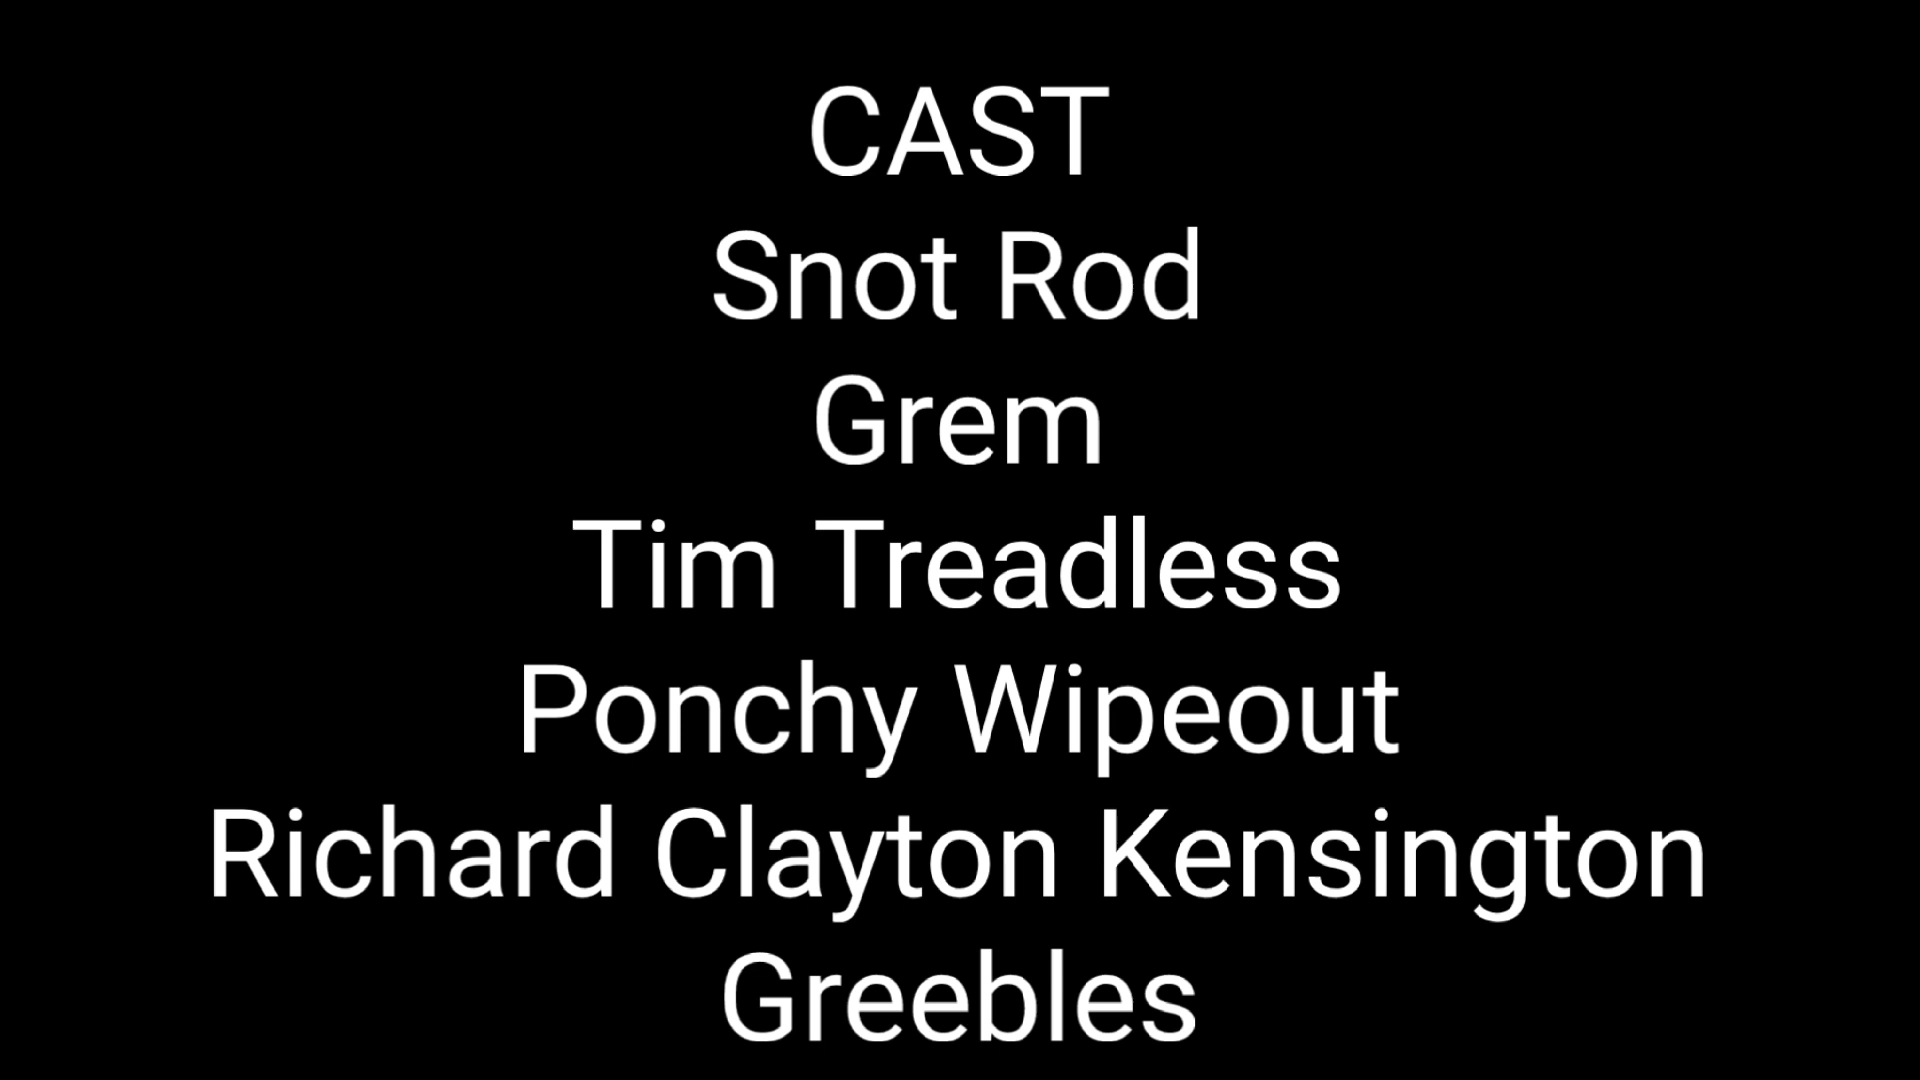 CAST
Snot Rod
Grem
Tim Treadless
Ponchy Wipeout
Richard Clayton Kensington
Greebles